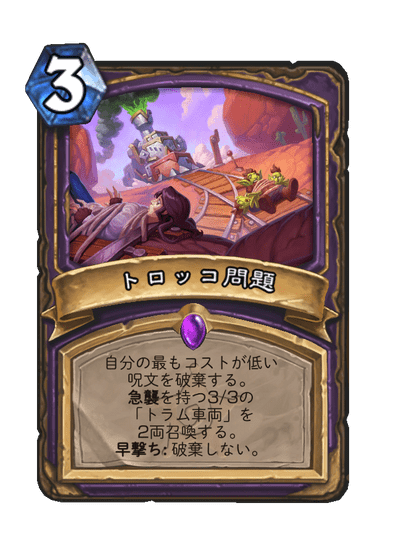 3
トロッコ問題
自分の最もコストが低い
呪文を破棄する。
急襲を持つ3/3の
「トラム車両」を
2両召喚する。
早撃ち: 破棄しない。